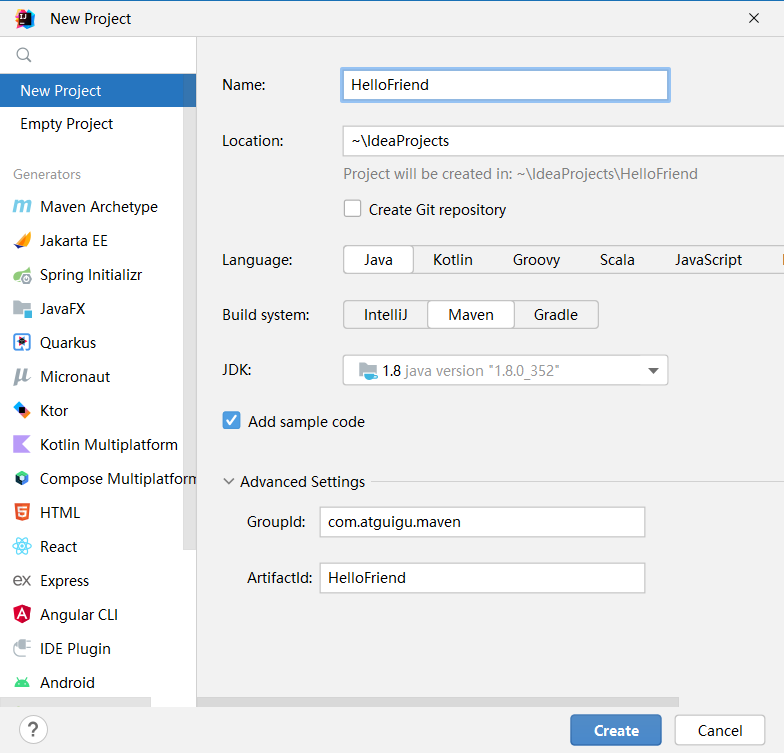 New Project
New Project
Empty Project
Generators
Maven Archetype
Jakarta EE
Spring Initializr
JavaFX
Quarkus
Micronaut
Ktor
Kotlin Multiplatform
Compose Multiplatform
HTML
React
Express
Angular CLI
IDE Plugin
Android
Name: HelloFriend
Location: ~\IdeaProjects
Project will be created in: ~\IdeaProjects\HelloFriend
Create Git repository
Language: Java Kotlin Groovy Scala JavaScript
Build system: IntelliJ Maven Gradle
JDK: 1.8 java version "1.8.0_352"
Add sample code
Advanced Settings
GroupId: com.atguigu.maven
ArtifactId: HelloFriend
? Create Cancel